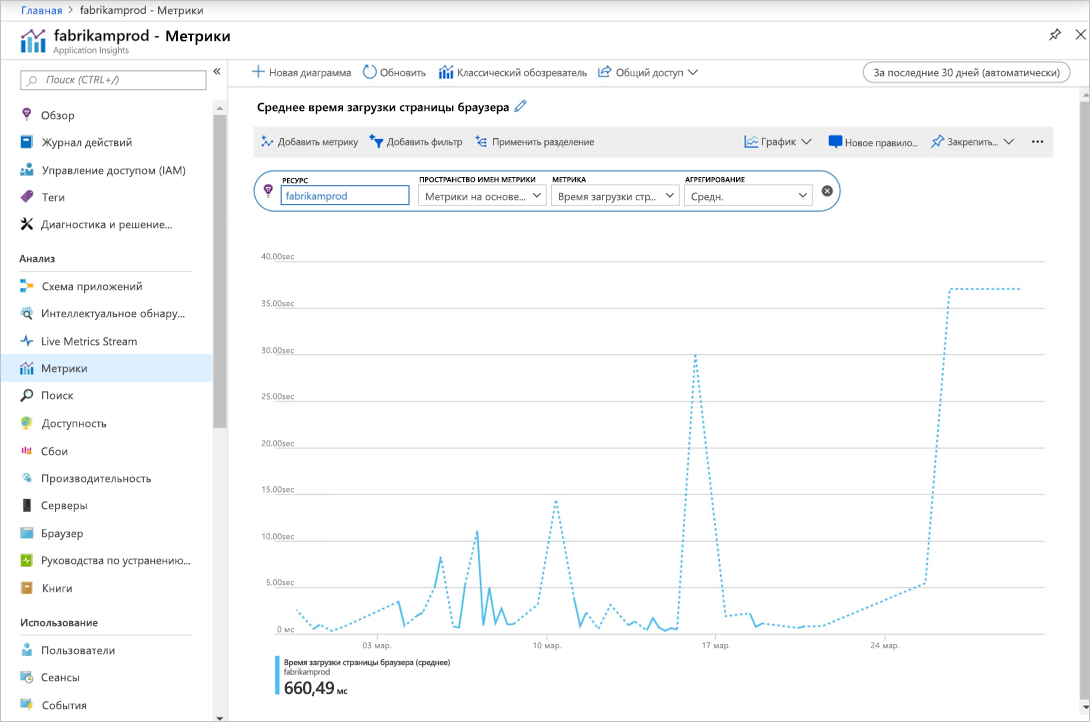 Главная > fabrikamprod - Метрики
fabrikamprod - Метрики
Application Insights
Поиск (CTRL+/)
«
Обзор
Журнал действий
Управление доступом (IAM)
Теги
Диагностика и решение...
Анализ
Схема приложений
Интеллектуальное обнару...
Live Metrics Stream
Метрики
Поиск
Доступность
Сбои
Производительность
Серверы
Браузер
Руководства по устранению...
Книги
Использование
Пользователи
Сеансы
События
Новая диаграмма Обновить Классический обозреватель Общий доступ
За последние 30 дней (автоматически)
Среднее время загрузки страницы браузера
Добавить метрику Добавить фильтр Применить разделение График Новое правило... Закрепить...
РЕСУРС ПРОСТРАНСТВО ИМЕН МЕТРИКИ МЕТРИКА АГРЕГИРОВАНИЕ
fabrikamprod Метрики на основе... Время загрузки стр... Средн.
40.00sec
35.00sec
30.00sec
25.00sec
20.00sec
15.00sec
10.00sec
5.00sec
0 мс
03 мар. 10 мар. 17 мар. 24 мар.
Время загрузки страницы браузера (среднее)
fabrikamprod
660,49 мс